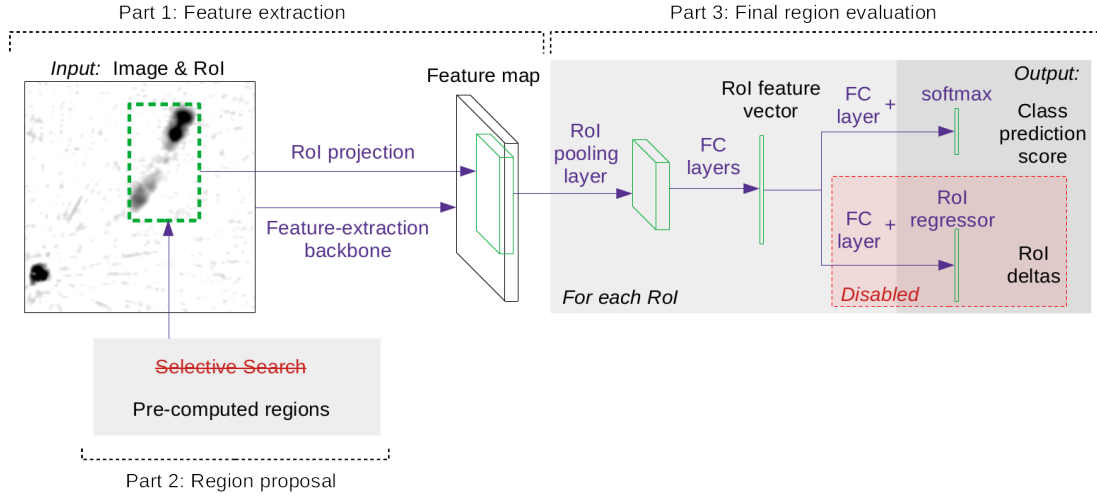 Part 1: Feature extraction
Part 3: Final region evaluation
Input: Image & RoI
Feature map
RoI projection
Feature-extraction
backbone
Selective Search
Pre-computed regions
Part 2: Region proposal
RoI
pooling
layer
FC
layers
RoI feature
vector
For each RoI
FC
layer +
softmax
Output:
Class
prediction
score
FC
layer +
RoI
regressor
RoI
deltas
Disabled